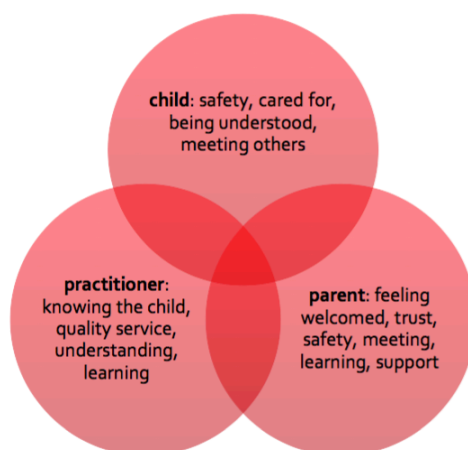 child: safety, cared for,
being understood,
meeting others
practitioner:
knowing the child,
quality service,
understanding,
learning
parent: feeling
welcomed, trust,
safety, meeting,
learning, support